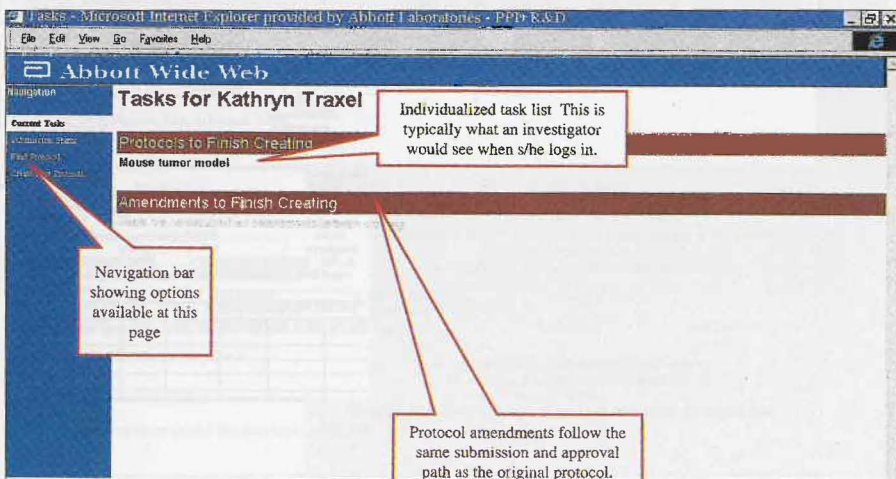 Tasks - Microsoft Internet Explorer provided by Abbott Laboratories - PPD R&D
File Edit View Go Favorites Help
Abbott Wide Web
Navigation
Tasks for Kathryn Traxel
Current Tasks
Find Protocol
Protocols to Finish Creating
Mouse tumor model
Individualized task list This is
typically what an investigator
would see when s/he logs in.
Amendments to Finish Creating
Navigation bar
showing options
available at this
page
Protocol amendments follow the
same submission and approval
path as the original protocol.